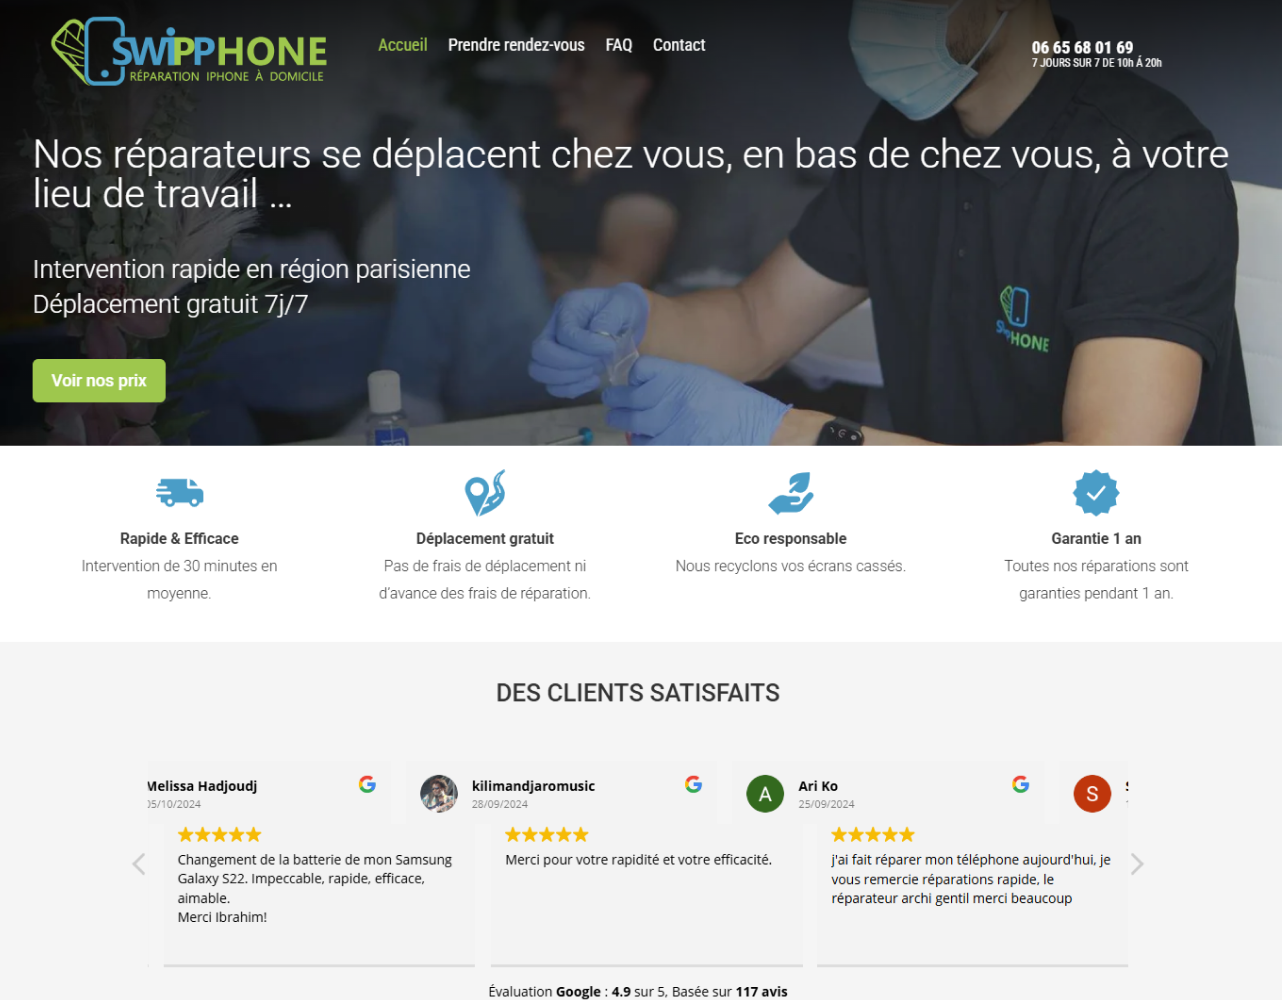 SWIPPHONE
RÉPARATION IPHONE À DOMICILE
Accueil Prendre rendez-vous FAQ Contact
06 65 68 01 69
7 JOURS SUR 7 DE 10h Á 20h
Nos réparateurs se déplacent chez vous, en bas de chez vous, à votre
lieu de travail ...
Intervention rapide en région parisienne
Déplacement gratuit 7j/7
SWIPPHONE
Voir nos prix
Rapide & Efficace
Intervention de 30 minutes en
moyenne.
Déplacement gratuit
Pas de frais de déplacement ni
d’avance des frais de réparation.
Eco responsable
Nous recyclons vos écrans cassés.
Garantie 1 an
Toutes nos réparations sont
garanties pendant 1 an.
DES CLIENTS SATISFAITS
Melissa Hadjoudj
05/10/2024
Changement de la batterie de mon Samsung
Galaxy S22. Impeccable, rapide, efficace,
aimable.
Merci Ibrahim!
kilimandjaromusic
28/09/2024
Merci pour votre rapidité et votre efficacité.
A
Ari Ko
25/09/2024
j'ai fait réparer mon téléphone aujourd'hui, je
vous remercie réparations rapide, le
réparateur archi gentil merci beaucoup
S
Évaluation Google : 4.9 sur 5, Basée sur 117 avis